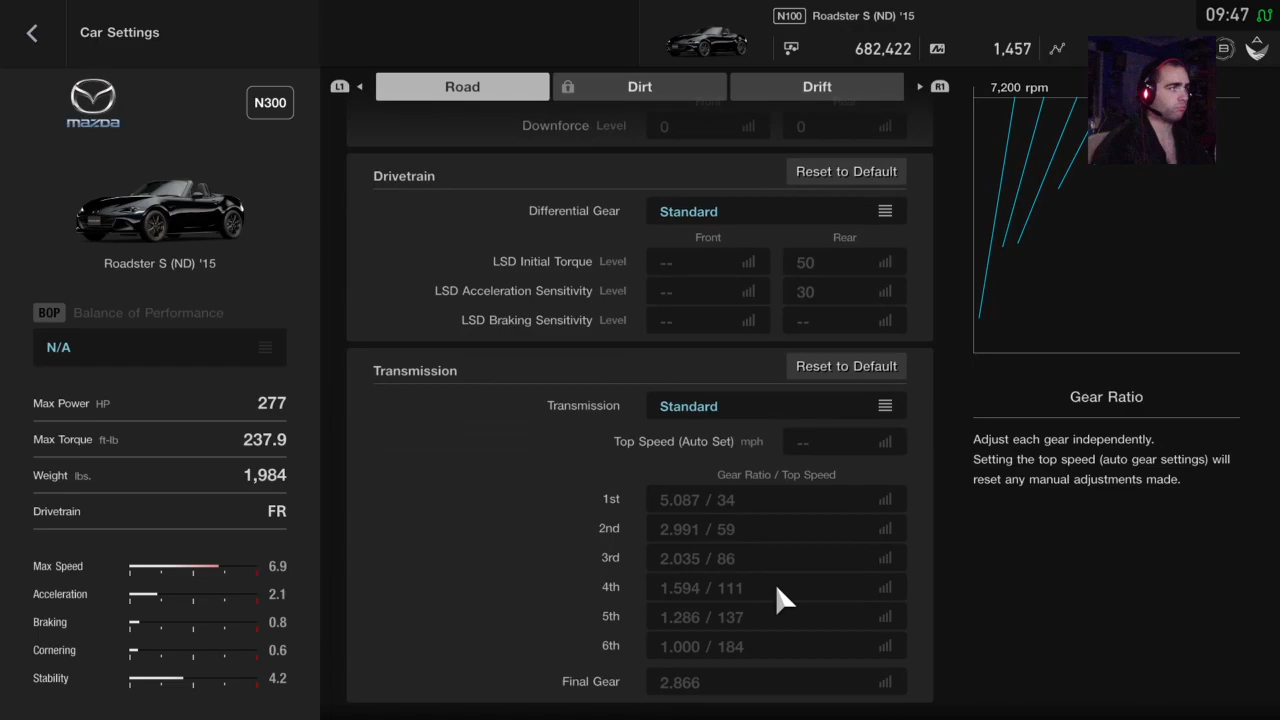 N100 Roadster S (ND) '15
09:47
Car Settings
682,422 1,457
B A
L1 Road Dirt Drift R1
7,200 rpm
mazda
N300
Front Rear
Downforce Level 0 0
Drivetrain Reset to Default
Differential Gear Standard
Front Rear
LSD Initial Torque Level -- 50
LSD Acceleration Sensitivity Level -- 30
LSD Braking Sensitivity Level -- --
Roadster S (ND) '15
BOP Balance of Performance
N/A
Max Power HP 277
Max Torque ft-lb 237.9
Weight lbs. 1,984
Drivetrain FR
Max Speed 6.9
Acceleration 2.1
Braking 0.8
Cornering 0.6
Stability 4.2
Transmission Reset to Default
Transmission Standard
Top Speed (Auto Set) mph --
Gear Ratio / Top Speed
1st 5.087 / 34
2nd 2.991 / 59
3rd 2.035 / 86
4th 1.594 / 111
5th 1.286 / 137
6th 1.000 / 184
Final Gear 2.866
Gear Ratio
Adjust each gear independently.
Setting the top speed (auto gear settings) will
reset any manual adjustments made.